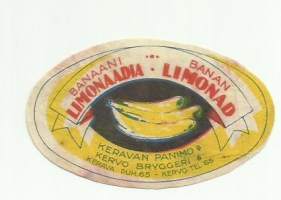 BANAANI BANAN
LIMONAADIA · LIMONAD
KERAVAN PANIMO
KERVO BRYGGERI
KERAVA PUH. 65 - KERVO TEL. 65